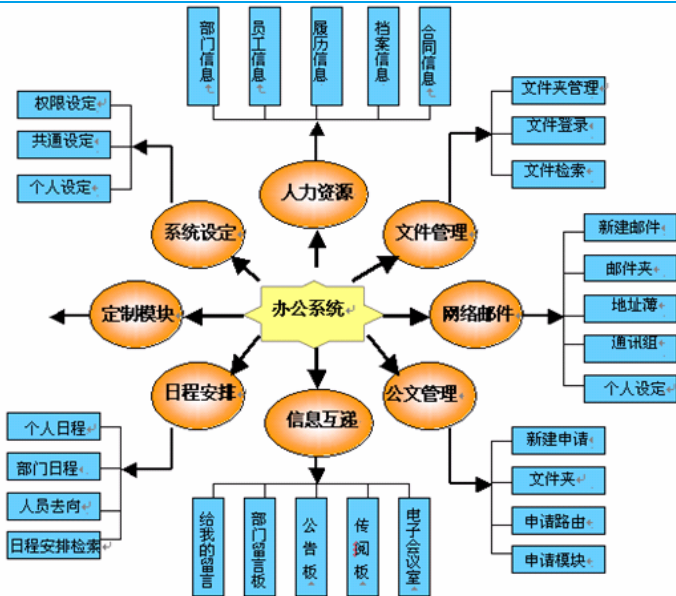 部门信息
员工信息
履历信息
档案信息
合同信息
权限设定
共通设定
个人设定
文件夹管理
文件登录
文件检索
人力资源
系统设定
文件管理
新建邮件
邮件夹
地址薄
通讯组
个人设定
定制模块
办公系统
网络邮件
日程安排
信息互递
公文管理
个人日程
部门日程
人员去向
日程安排检索
新建申请
文件夹
申请路由
申请模块
给我的留言
部门留言板
公告板
传阅板
电子会议室